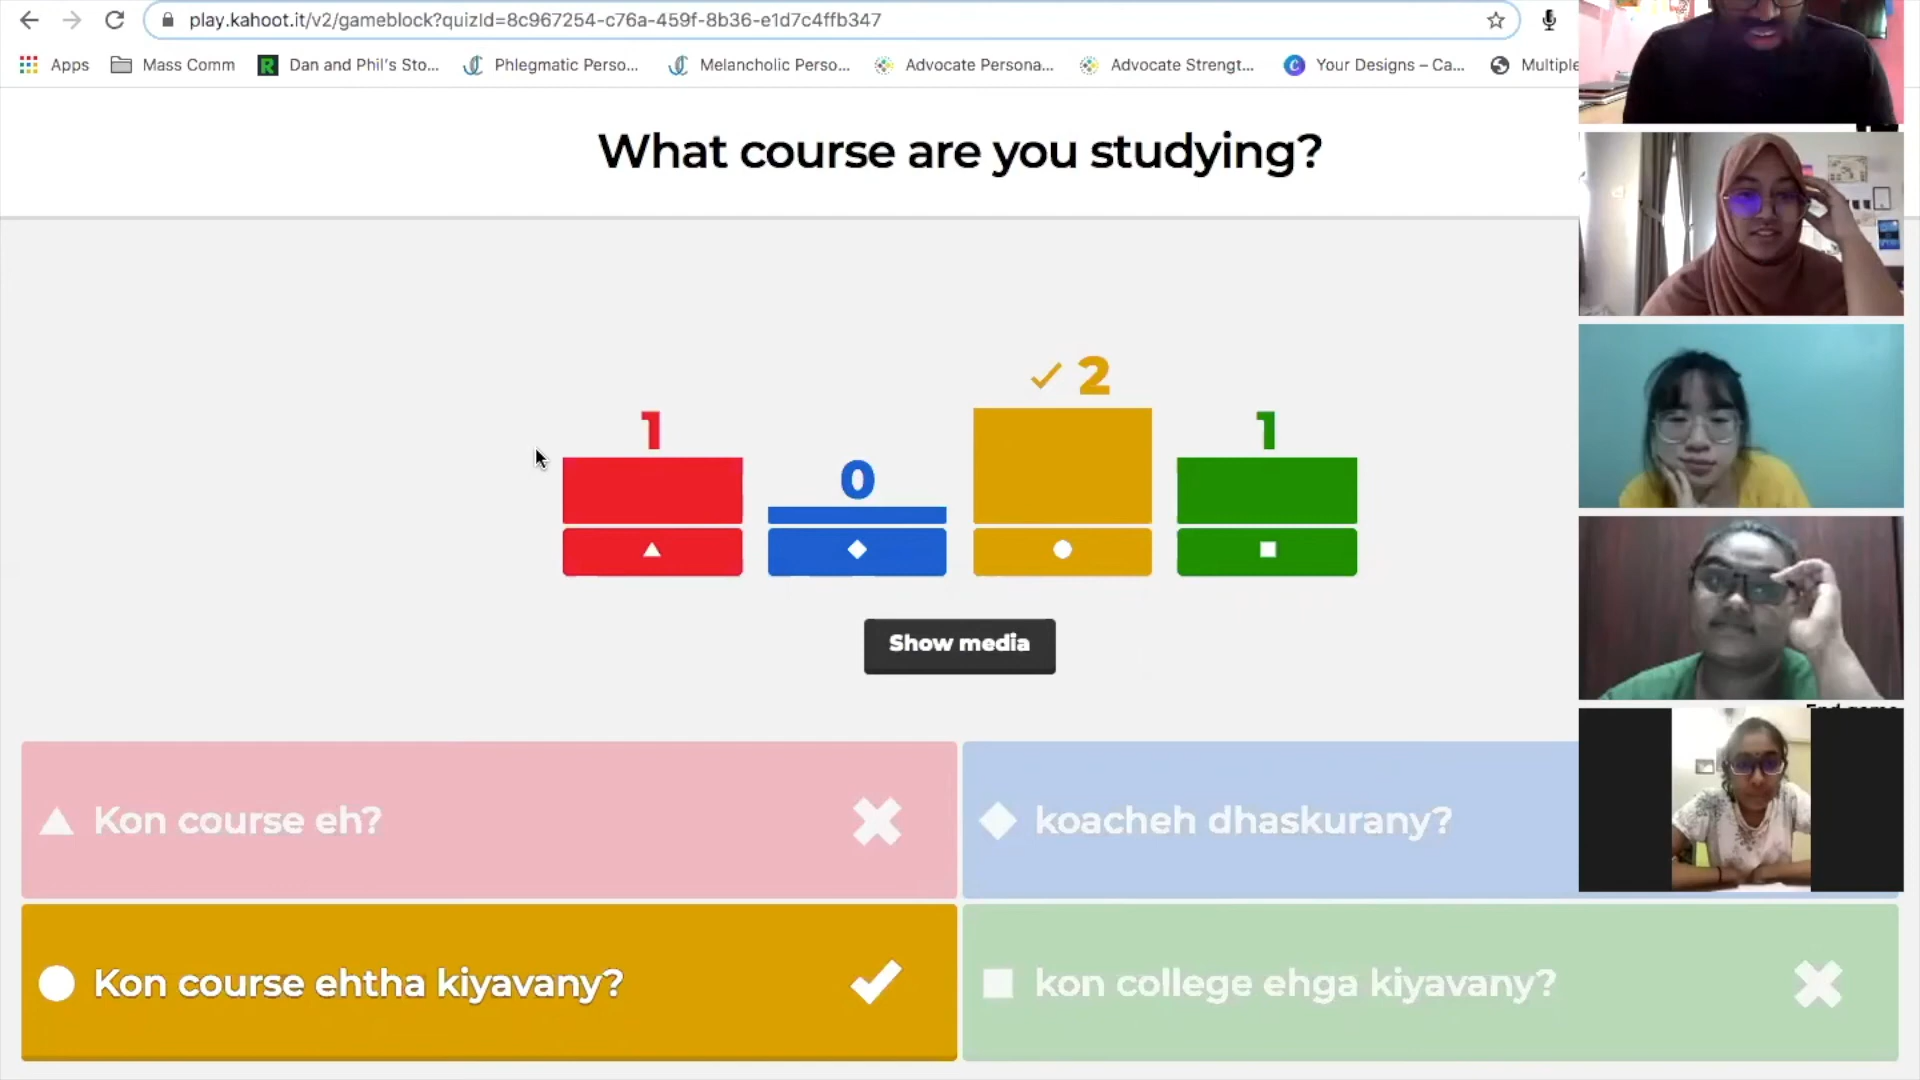 play.kahoot.it/v2/gameblock?quizId=8c967254-c76a-459f-8b36-e1d7c4ffb347
Apps Mass Comm Dan and Phil's Sto... Phlegmatic Perso... Melancholic Perso... Advocate Persona... Advocate Strengt... Your Designs – Ca... Multiple
What course are you studying?
2
1 1
0
Show media
Kon course eh? koacheh dhaskurany?
Kon course ehtha kiyavany? kon college ehga kiyavany?